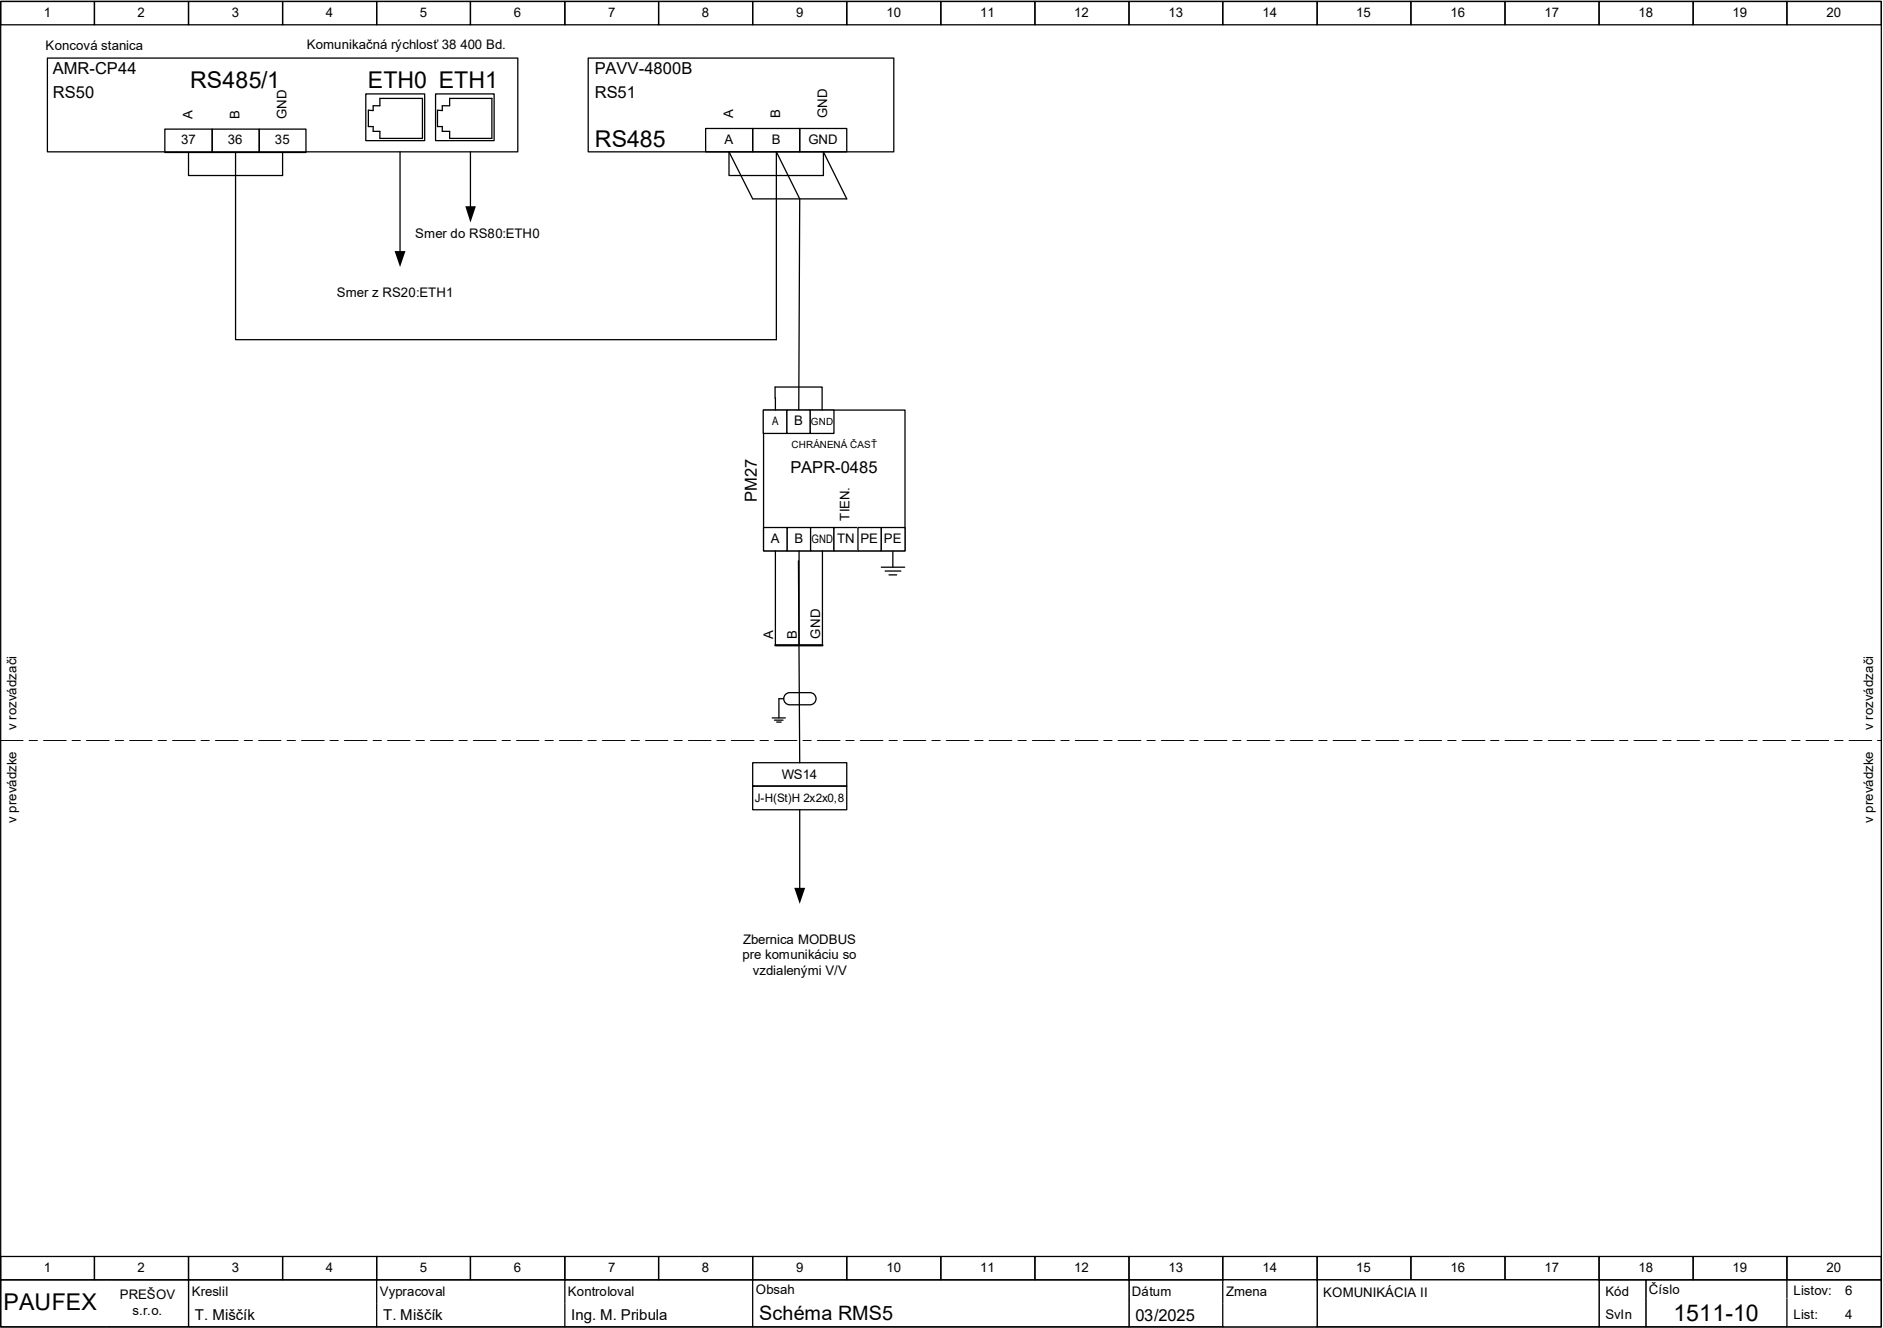 1 2 3 4 5 6 7 8 9 10 11 12 13 14 15 16 17 18 19 20
Koncová stanica
Komunikačná rýchlosť 38 400 Bd.
AMR-CP44
RS50
RS485/1
ETH0 ETH1
A B GND
37 36 35
PAVV-4800B
RS51
A B GND
RS485
A B GND
Smer do RS80:ETH0
Smer z RS20:ETH1
A B GND
CHRÁNENÁ ČASŤ
PAPR-0485
PM27
TIEN.
A B GND TN PE PE
A B GND
v rozvádzači
v rozvádzači
v prevádzke
v prevádzke
WS14
J-H(St)H 2x2x0,8
Zbernica MODBUS
pre komunikáciu so
vzdialenými V/V
1 2 3 4 5 6 7 8 9 10 11 12 13 14 15 16 17 18 19 20
PAUFEX
PREŠOV
s.r.o.
Kreslil
T. Miščík
Vypracoval
T. Miščík
Kontroloval
Ing. M. Pribula
Obsah
Schéma RMS5
Dátum
03/2025
Zmena
KOMUNIKÁCIA II
Kód
SvIn
Číslo
1511-10
Listov: 6
List: 4